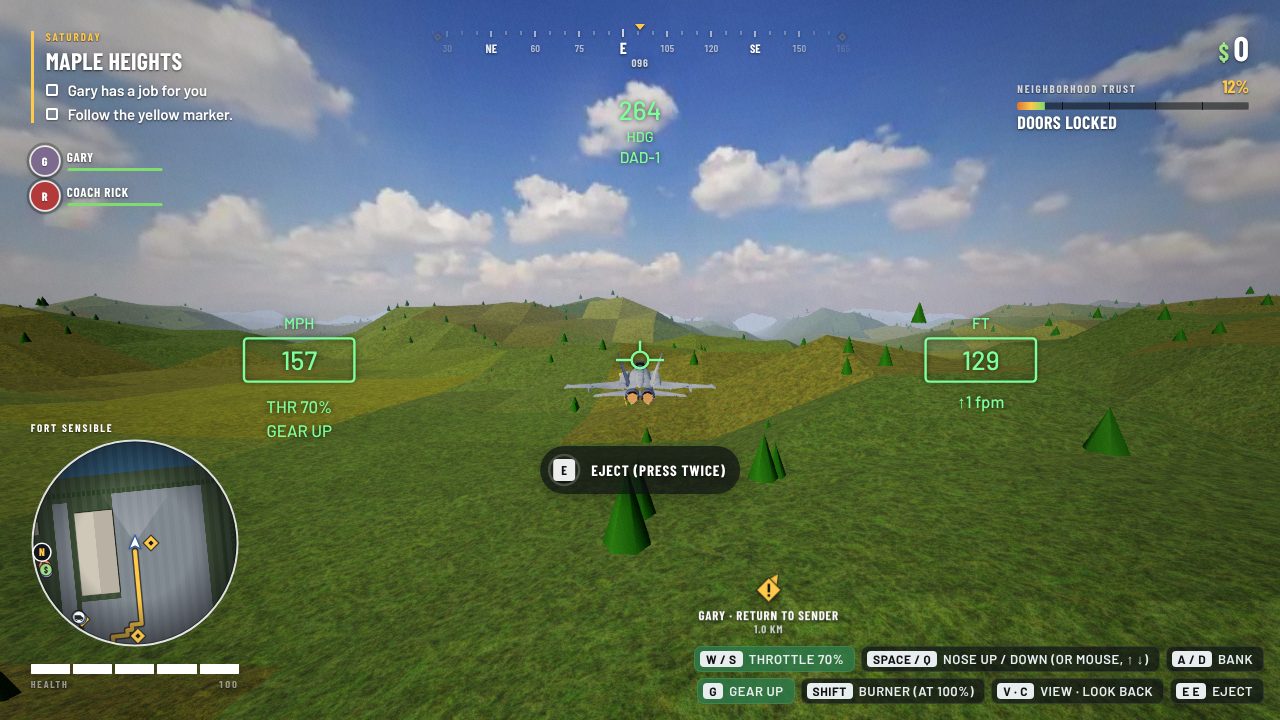 SATURDAY
MAPLE HEIGHTS
Gary has a job for you
Follow the yellow marker.
G GARY
R COACH RICK
30 NE 60 75 E 105 120 SE 150 165
096
264
HDG
DAD-1
$ 0
NEIGHBORHOOD TRUST 12%
DOORS LOCKED
MPH
157
THR 70%
GEAR UP
FT
129
↑1 fpm
E EJECT (PRESS TWICE)
FORT SENSIBLE
N
$
HEALTH 100
!
GARY · RETURN TO SENDER
1.0 KM
W / S THROTTLE 70% SPACE / Q NOSE UP / DOWN (OR MOUSE, ↑ ↓) A / D BANK
G GEAR UP SHIFT BURNER (AT 100%) V · C VIEW · LOOK BACK E E EJECT